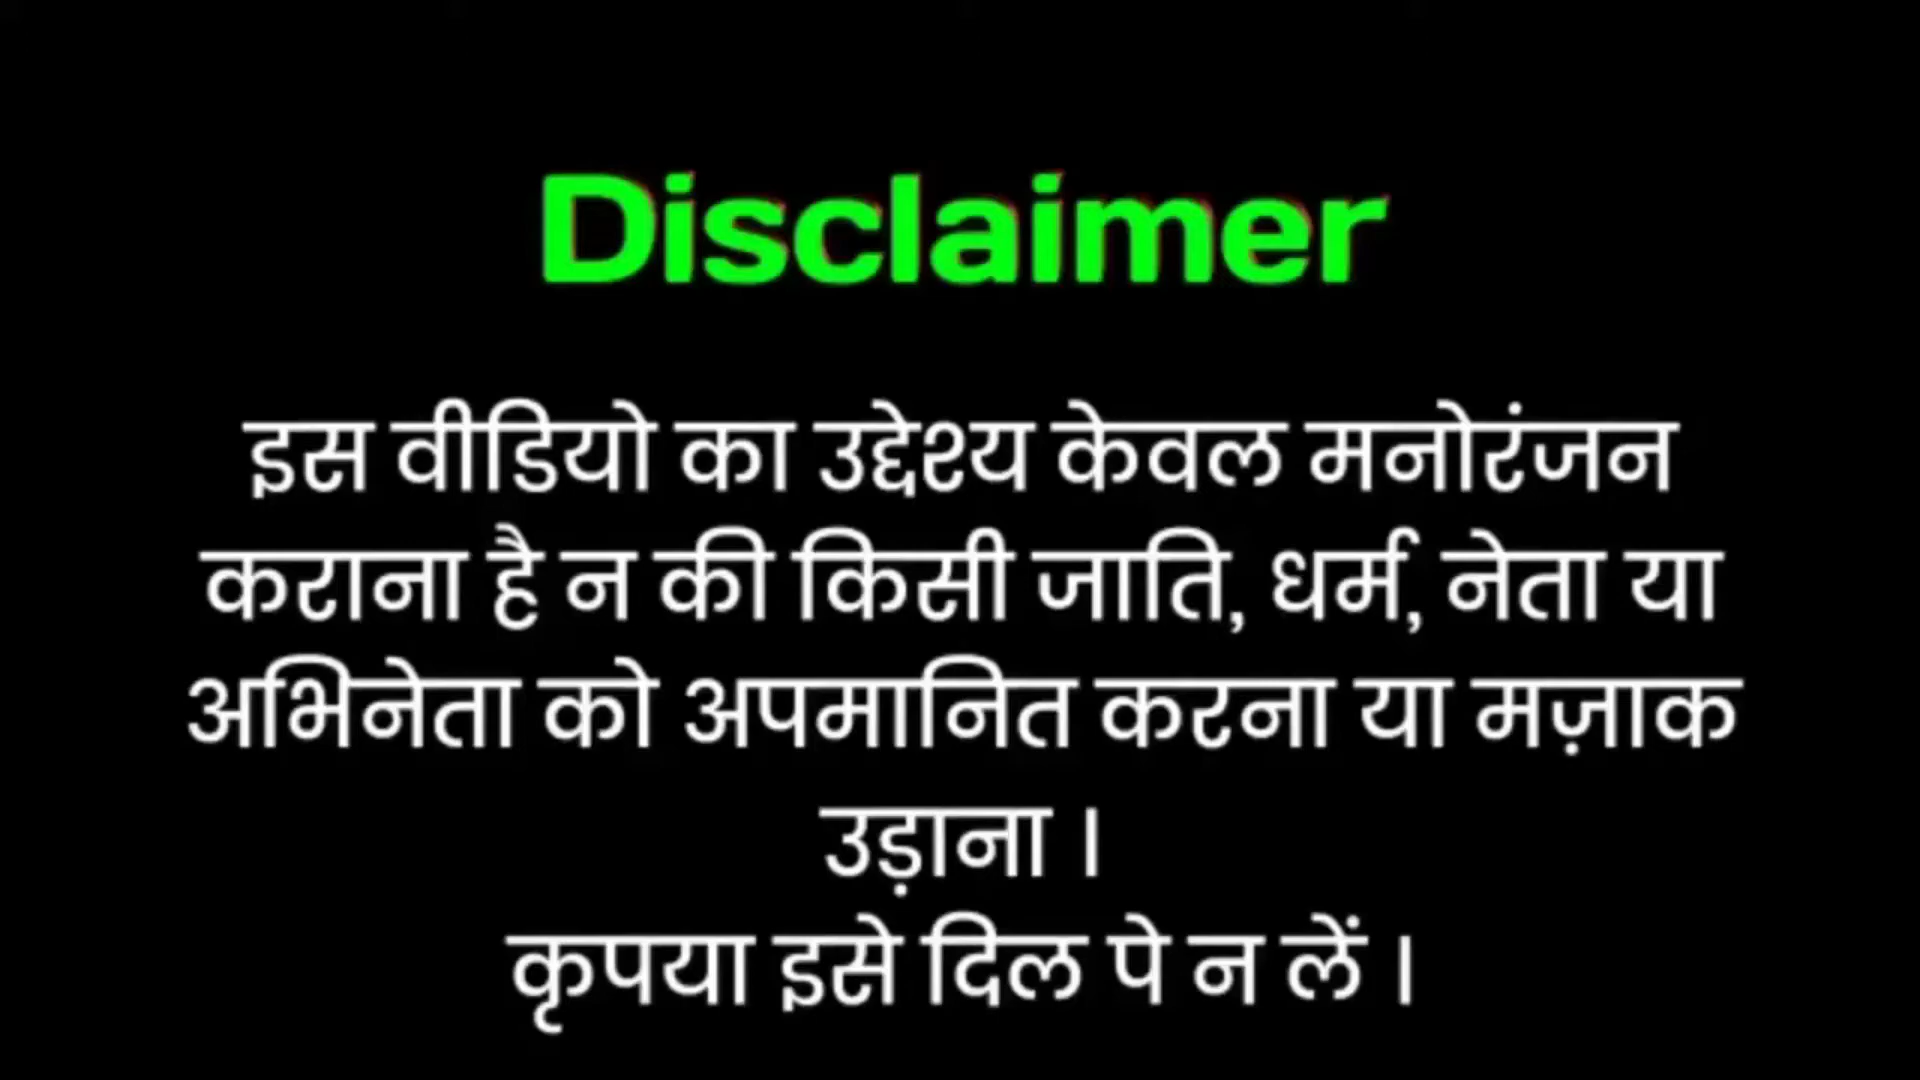 Disclaimer
इस वीडियो का उद्देश्य केवल मनोरंजन
कराना है न की किसी जाति, धर्म, नेता या
अभिनेता को अपमानित करना या मज़ाक
उड़ाना ।
कृपया इसे दिल पे न लें ।